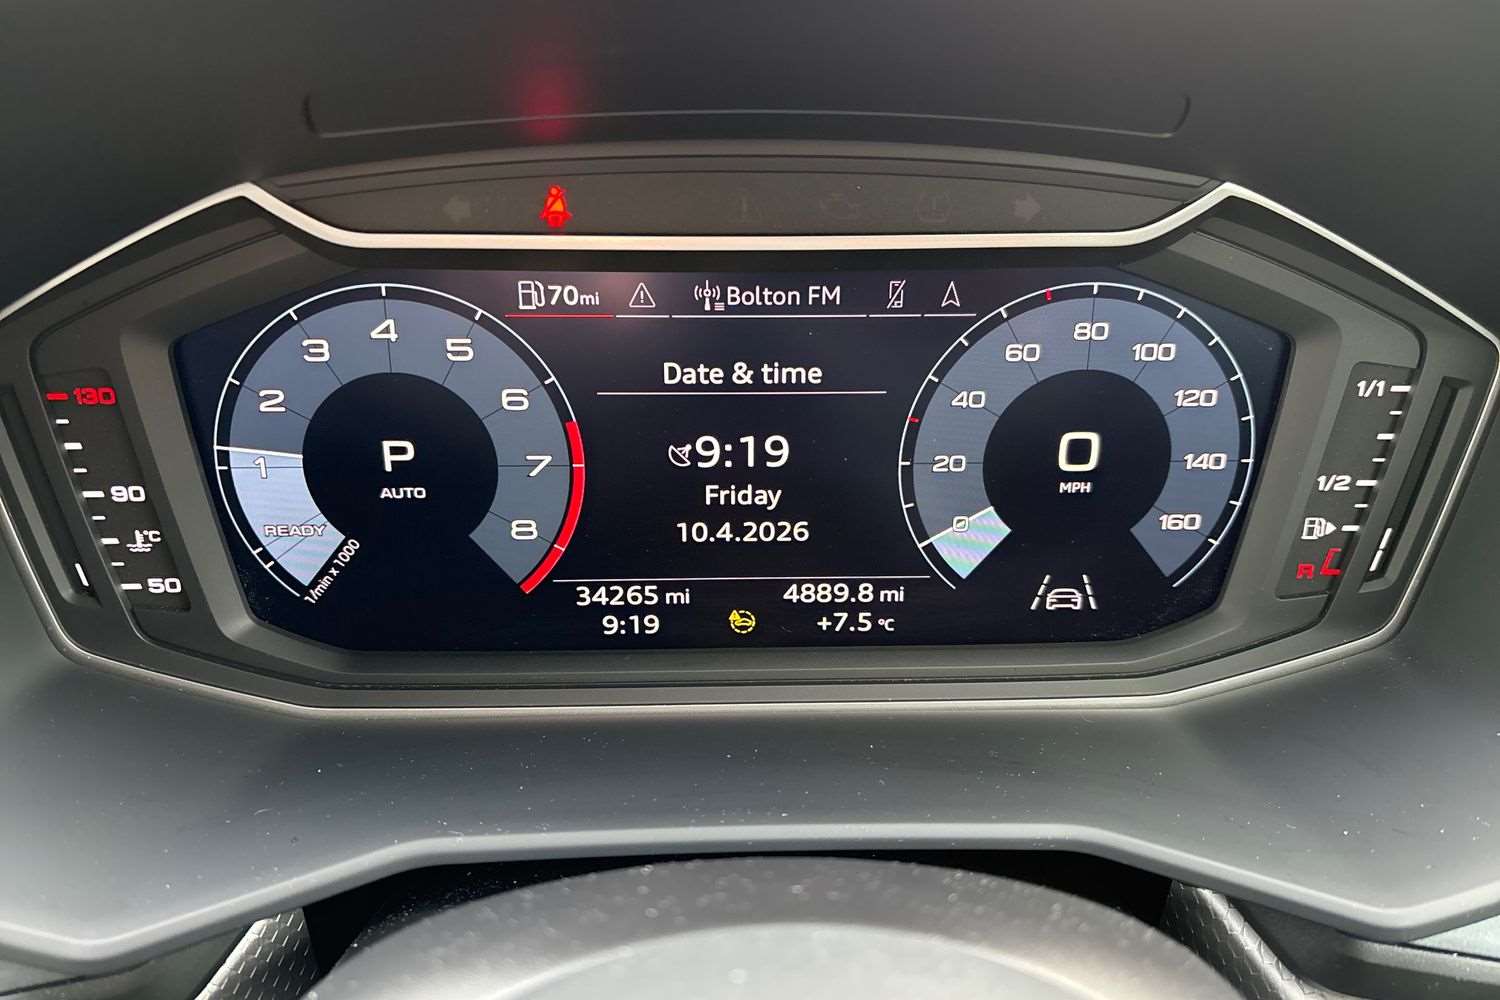 70mi
Bolton FM
Date & time
9:19
Friday
10.4.2026
34265 mi
4889.8 mi
9:19
+7.5 °C
1
2
3
4
5
6
7
8
READY
1/min x 1000
P
AUTO
0
20
40
60
80
100
120
140
160
0
MPH
130
90
°C
50
1/1
1/2
R